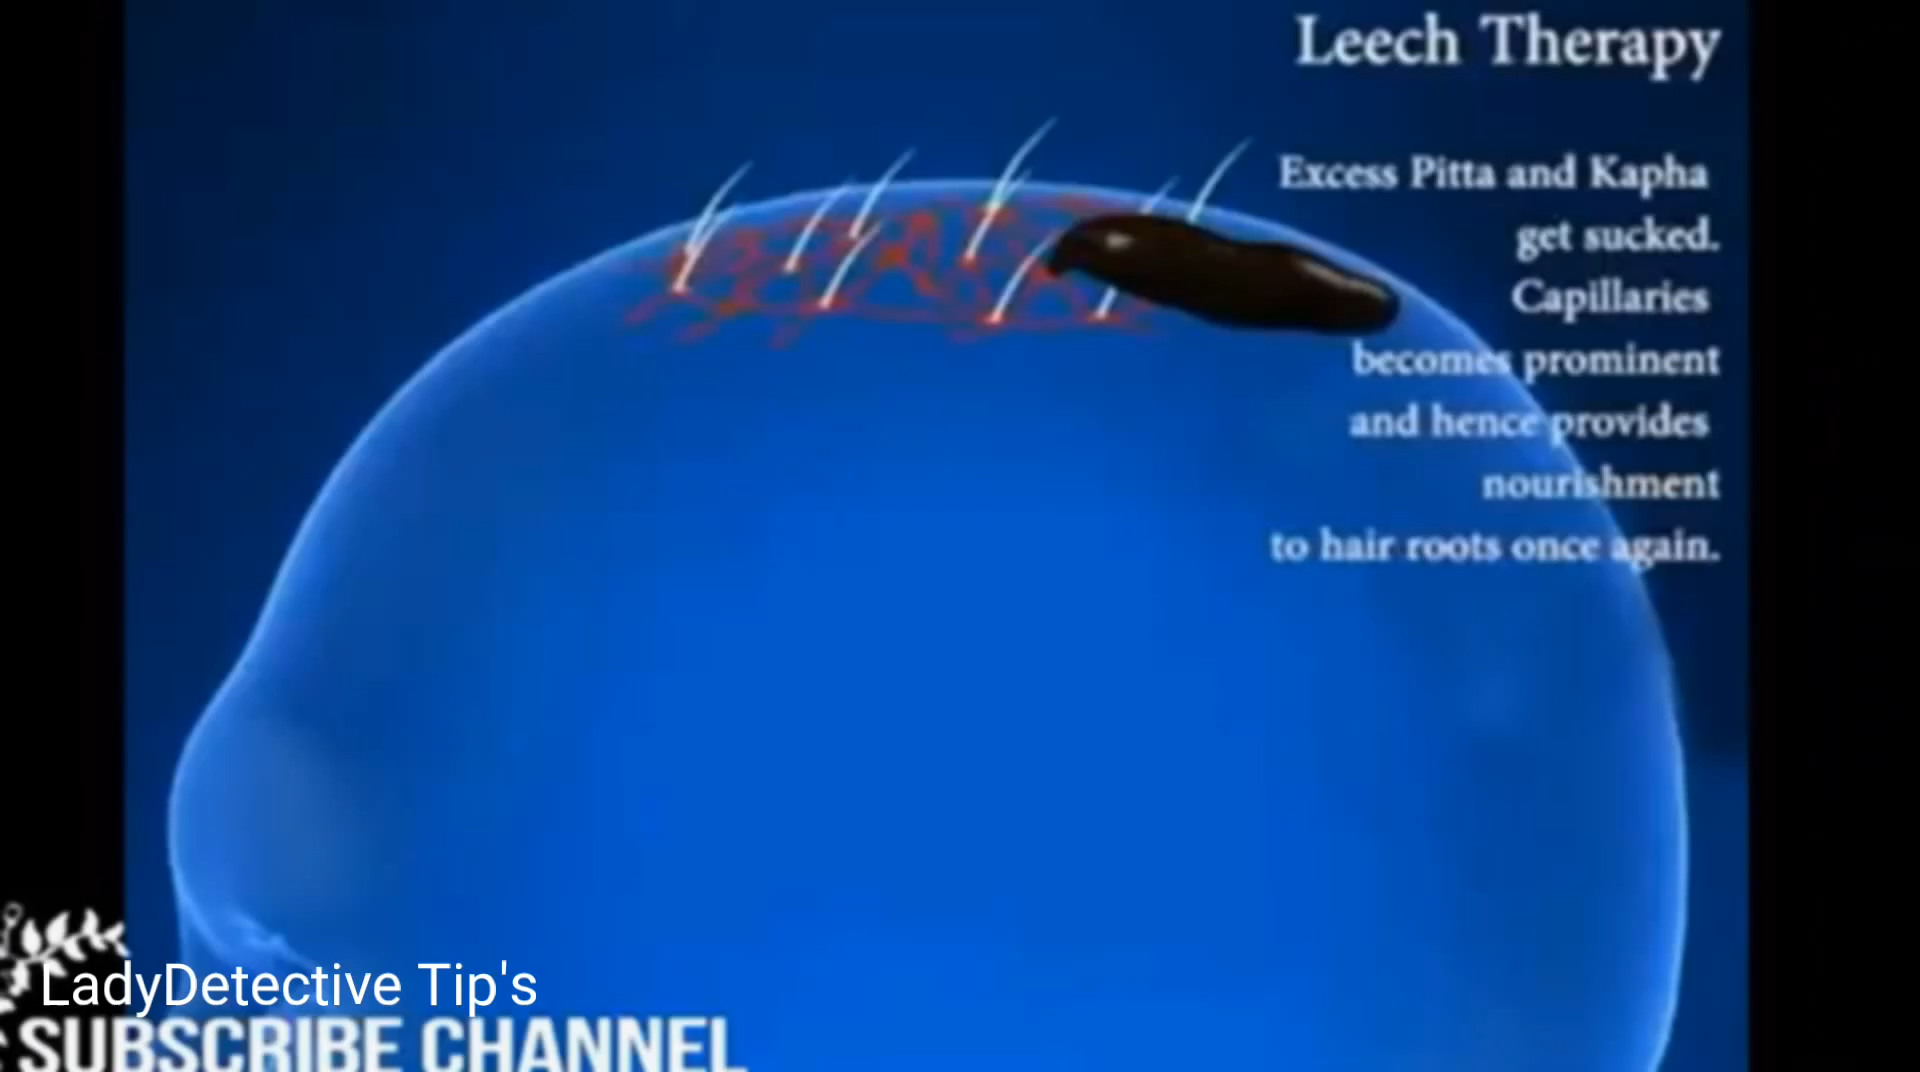 Leech Therapy
Excess Pitta and Kapha
get sucked.
Capillaries
becomes prominent
and hence provides
nourishment
to hair roots once again.
LadyDetective Tip's
SUBSCRIBE CHANNEL